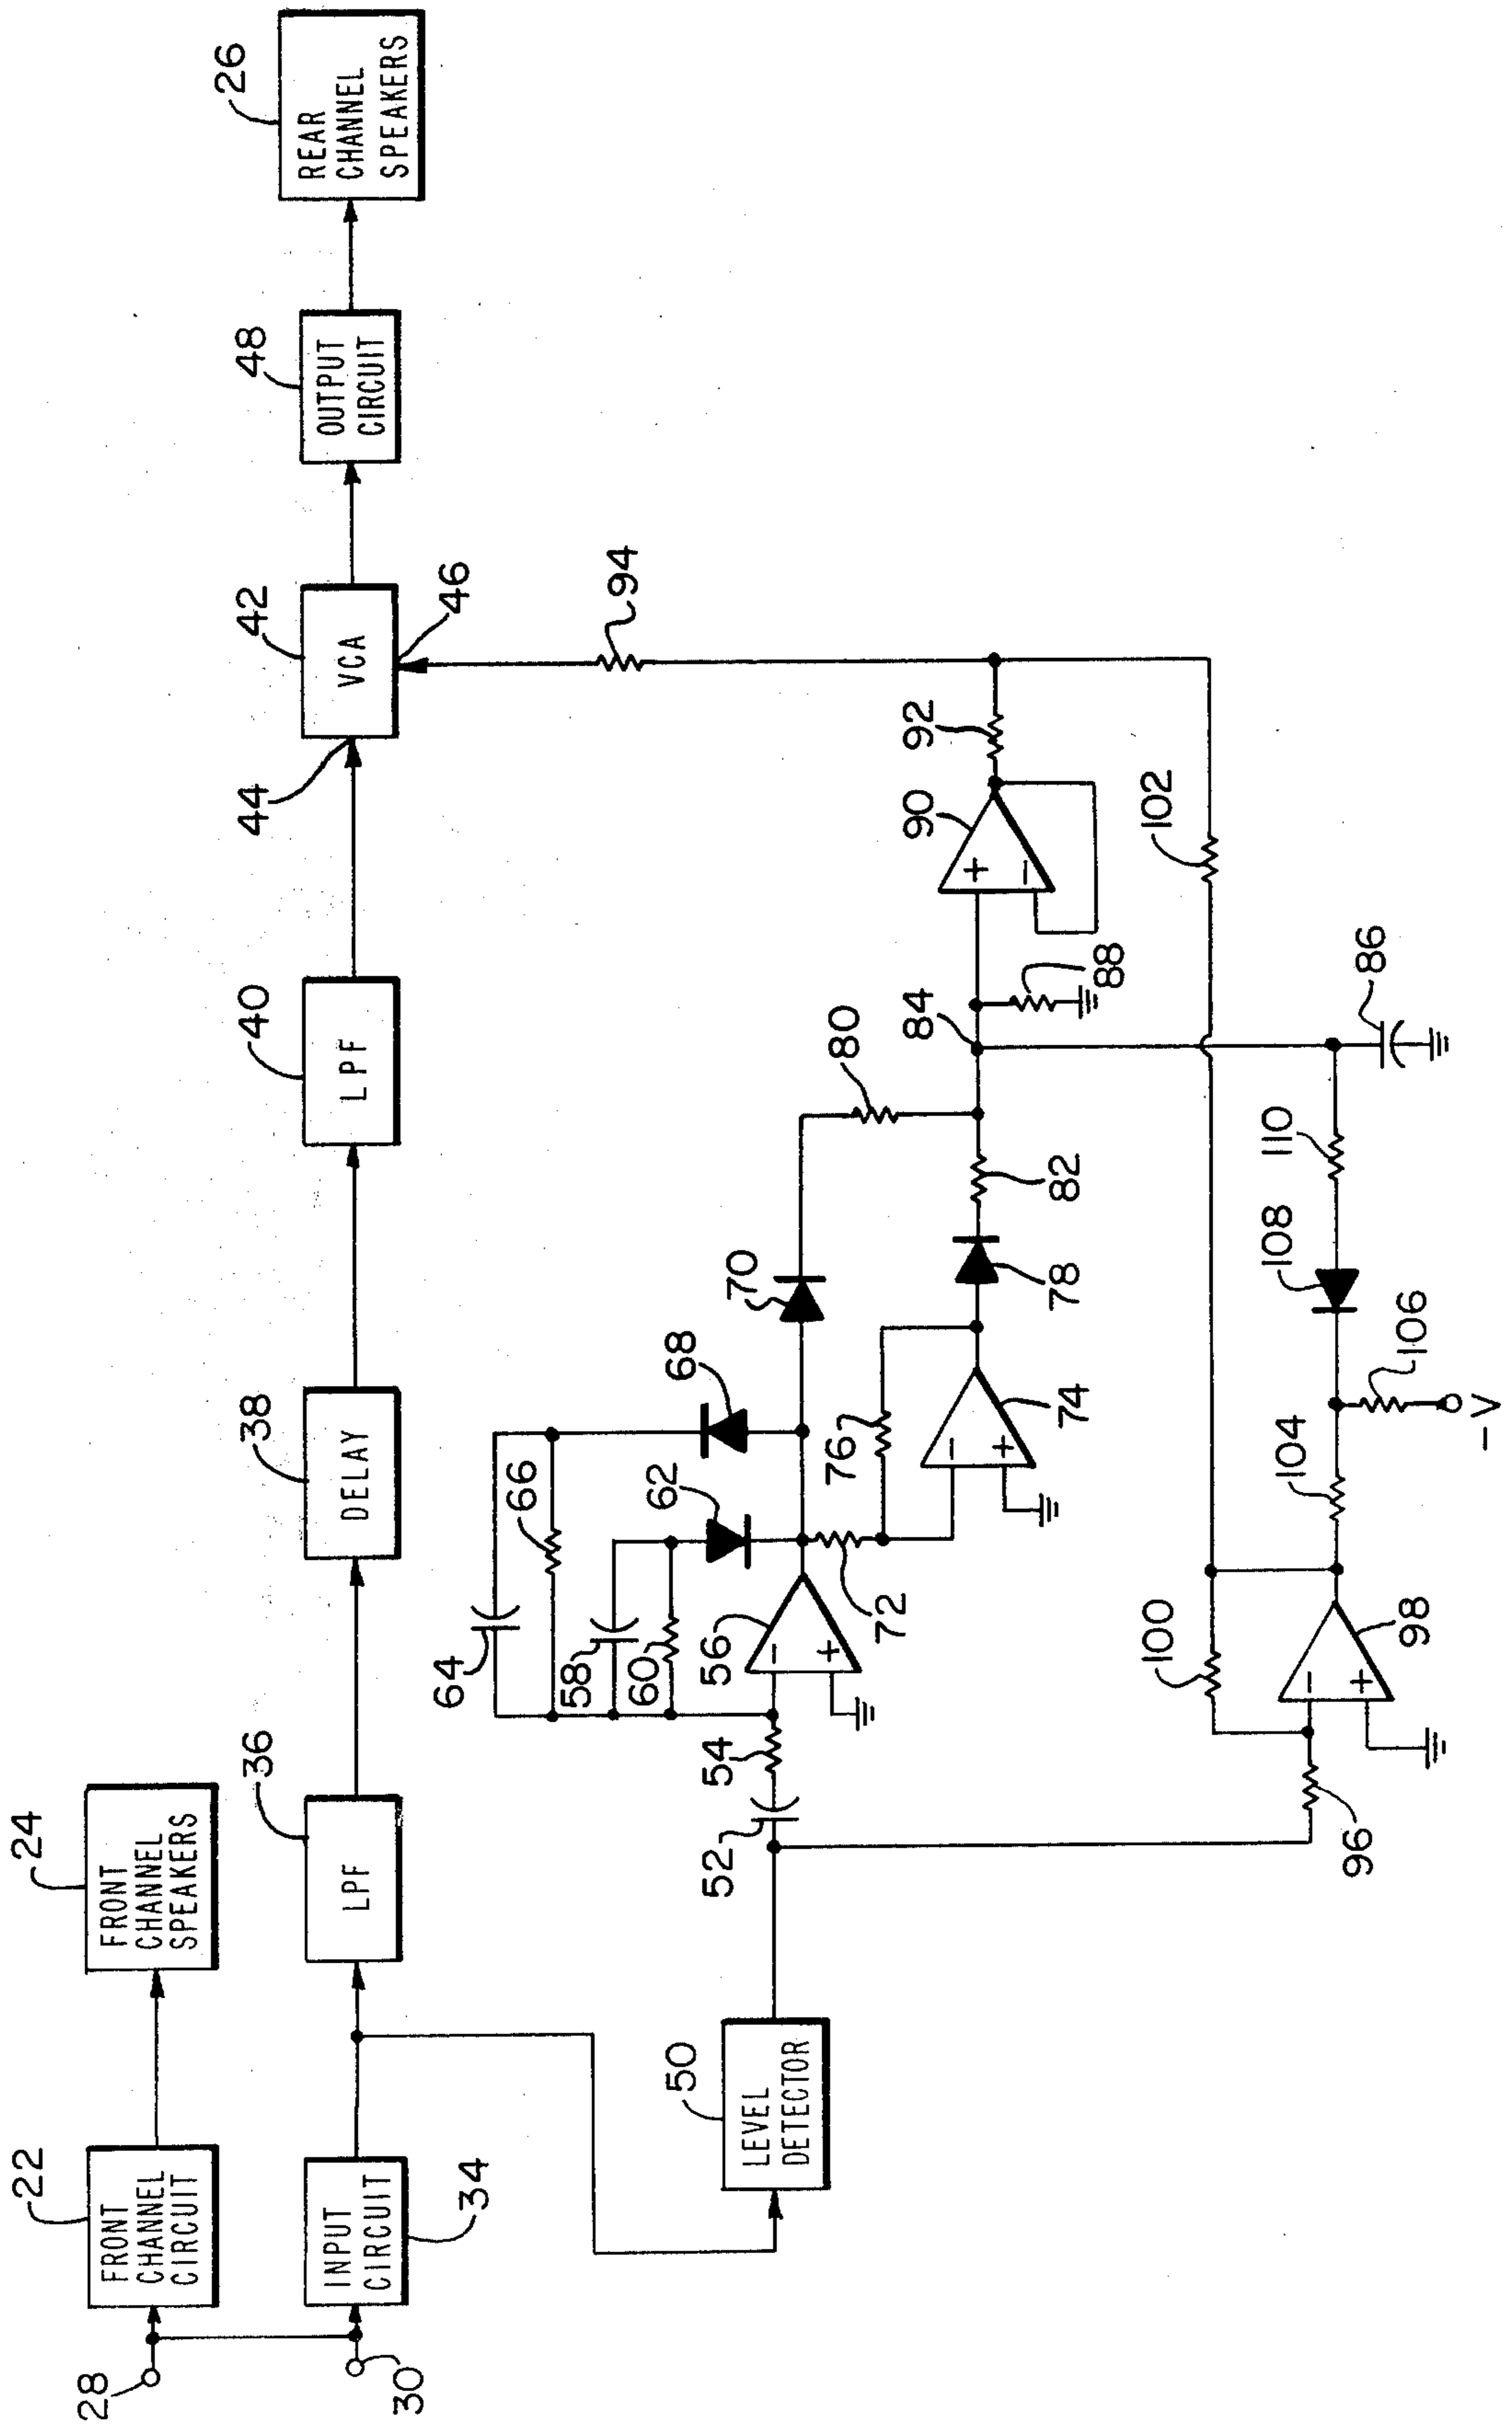 24
FRONT
CHANNEL
SPEAKERS
22
FRONT
CHANNEL
CIRCUIT
28
26
REAR
CHANNEL
SPEAKERS
48
OUTPUT
CIRCUIT
42
VCA
44
46
40
LPF
38
DELAY
36
LPF
INPUT
CIRCUIT
34
30
94
64
66
68
58
60
62
70
80
50
LEVEL
DETECTOR
52
54
56
-
+
72
76
74
-
+
78
82
84
88
90
+
-
92
102
100
96
98
-
+
104
106
-V
108
110
86